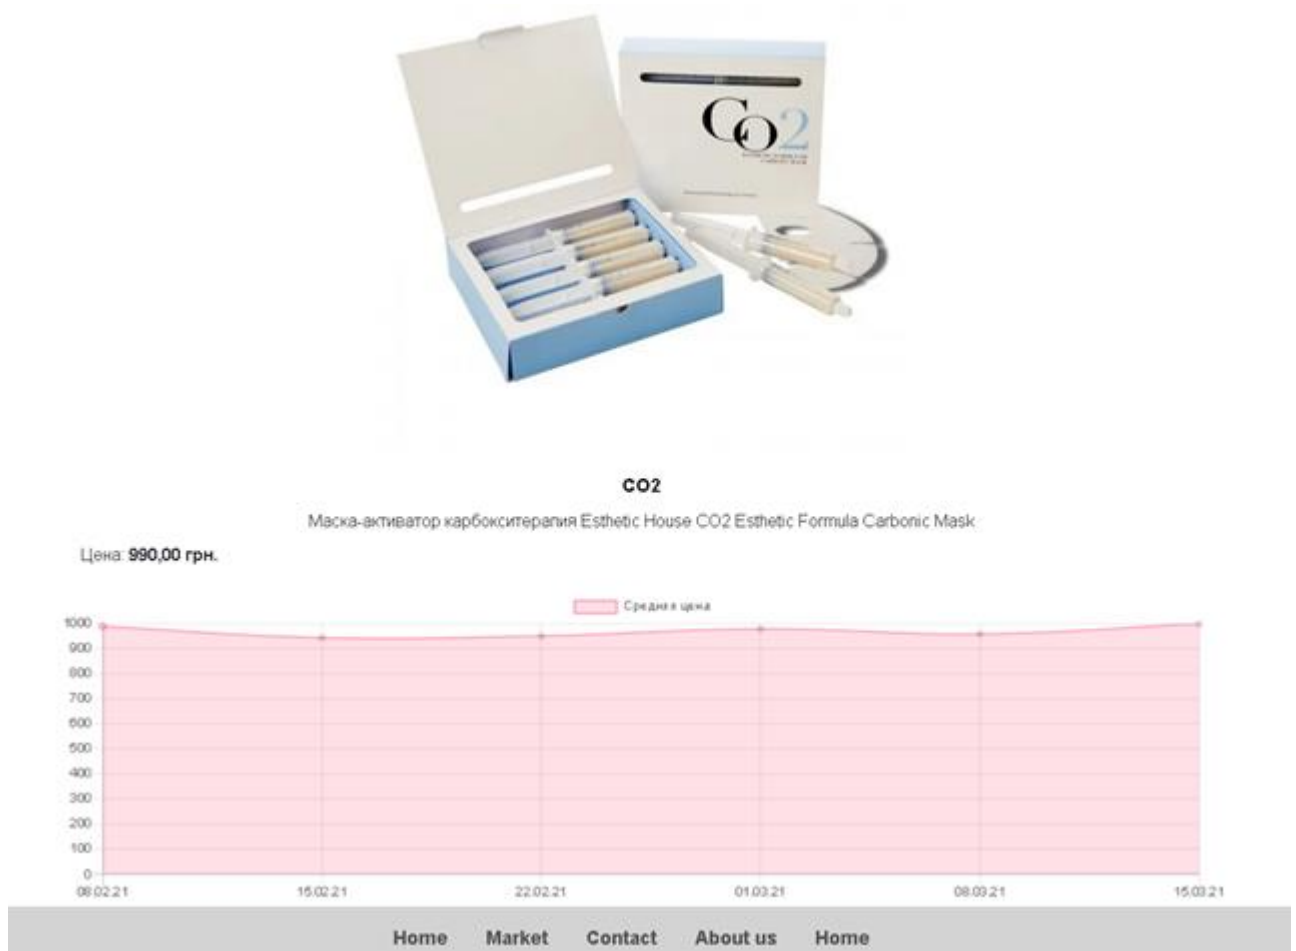 CO2
CO2
Маска-активатор карбокситерапия Esthetic House CO2 Esthetic Formula Carbonic Mask
Цена: 990,00 грн.
Средняя цена
1000
900
800
700
600
500
400
300
200
100
0
08.02.21 15.02.21 22.02.21 01.03.21 08.03.21 15.03.21
Home Market Contact About us Home